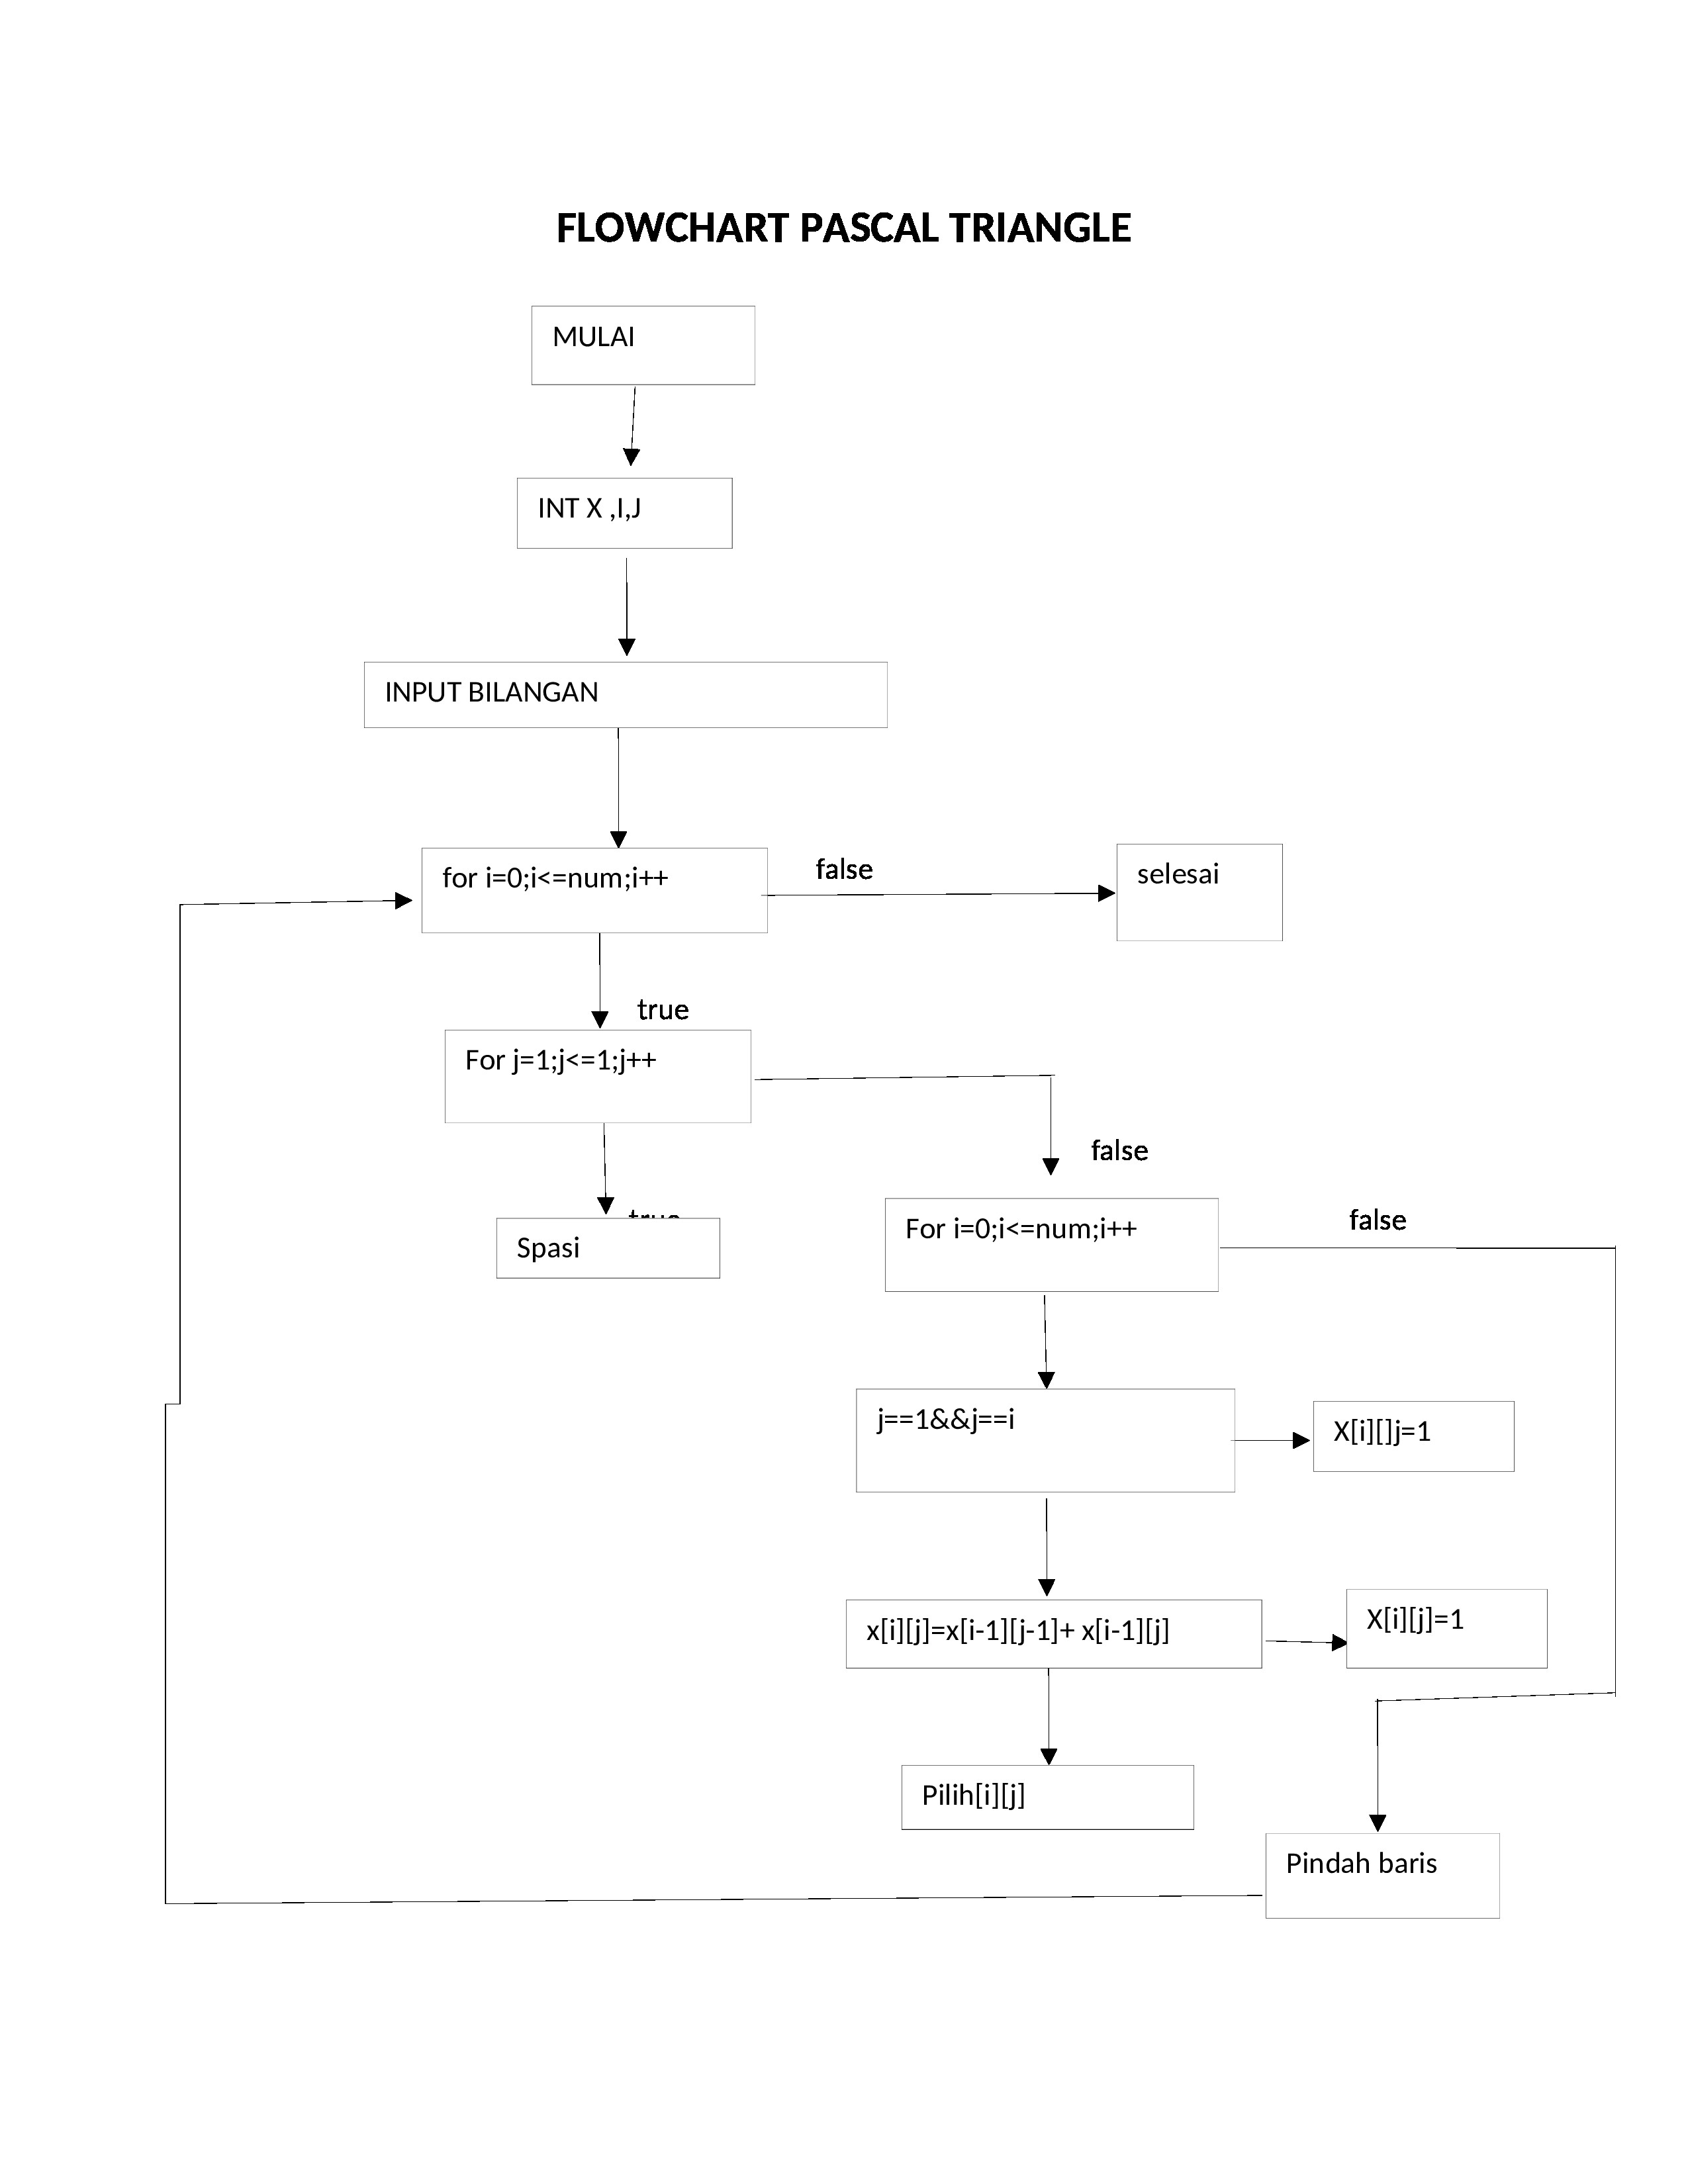 FLOWCHART PASCAL TRIANGLE
MULAI
INT X ,I,J
INPUT BILANGAN
for i=0;i<=num;i++
false
selesai
true
For j=1;j<=1;j++
false
true
Spasi
For i=0;i<=num;i++
false
j==1&&j==i
X[i][]j=1
x[i][j]=x[i-1][j-1]+ x[i-1][j]
X[i][j]=1
Pilih[i][j]
Pindah baris